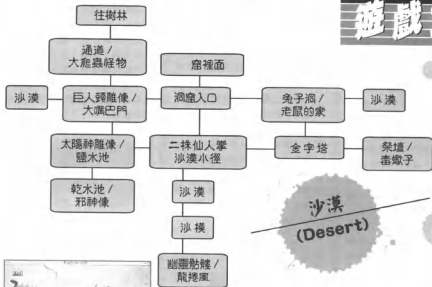 遊戲
往樹林
通道 /
大爬蟲怪物
窟裡面
沙漠
巨人頭雕像 /
大嘴巴門
洞窟入口
兔子洞 /
老鼠的家
沙漠
太陽神雕像 /
鹽水池
二株仙人掌
沙漠小徑
金字塔
祭壇 /
毒蠍子
乾水池 /
邪神像
沙漠
沙漠
(Desert)
沙模
幽靈骷髏 /
龍捲風